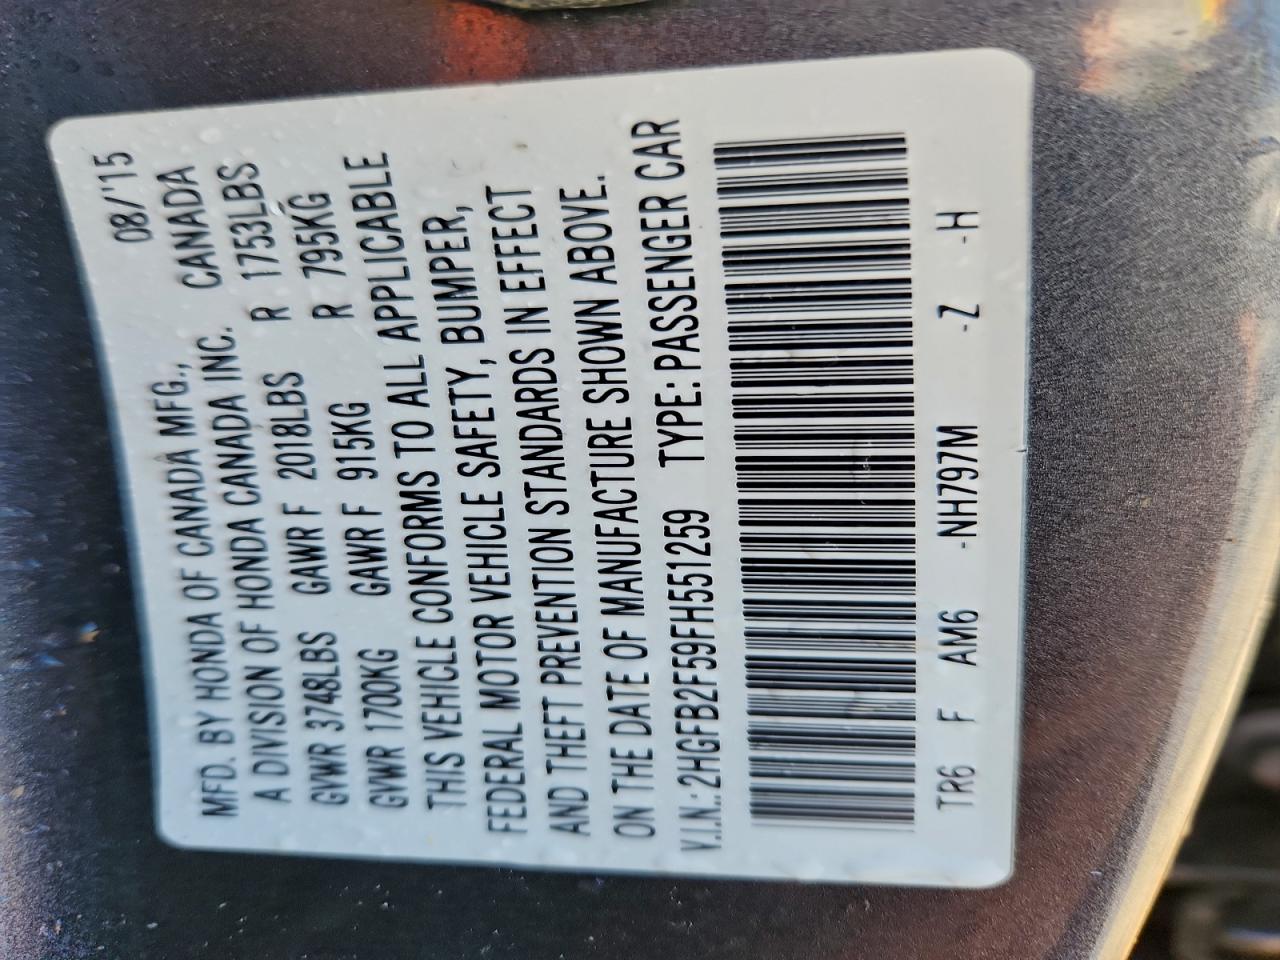 MFD. BY HONDA OF CANADA MFG., 08/'15
A DIVISION OF HONDA CANADA INC. CANADA
GVWR 3748LBS GAWR F 2018LBS R 1753LBS
GVWR 1700KG GAWR F 915KG R 795KG
THIS VEHICLE CONFORMS TO ALL APPLICABLE
FEDERAL MOTOR VEHICLE SAFETY, BUMPER,
AND THEFT PREVENTION STANDARDS IN EFFECT
ON THE DATE OF MANUFACTURE SHOWN ABOVE.
V.I.N.:2HGFB2F59FH551259 TYPE:PASSENGER CAR
TR6 F AM6 -NH797M -Z -H